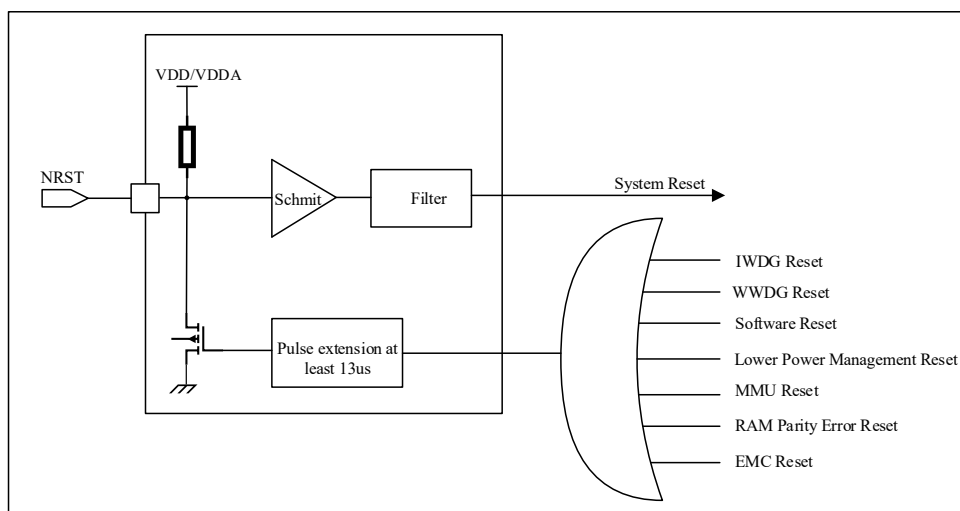 VDD/VDDA
NRST
Schmit
Filter
System Reset
IWDG Reset
WWDG Reset
Software Reset
Pulse extension at
least 13us
Lower Power Management Reset
MMU Reset
RAM Parity Error Reset
EMC Reset